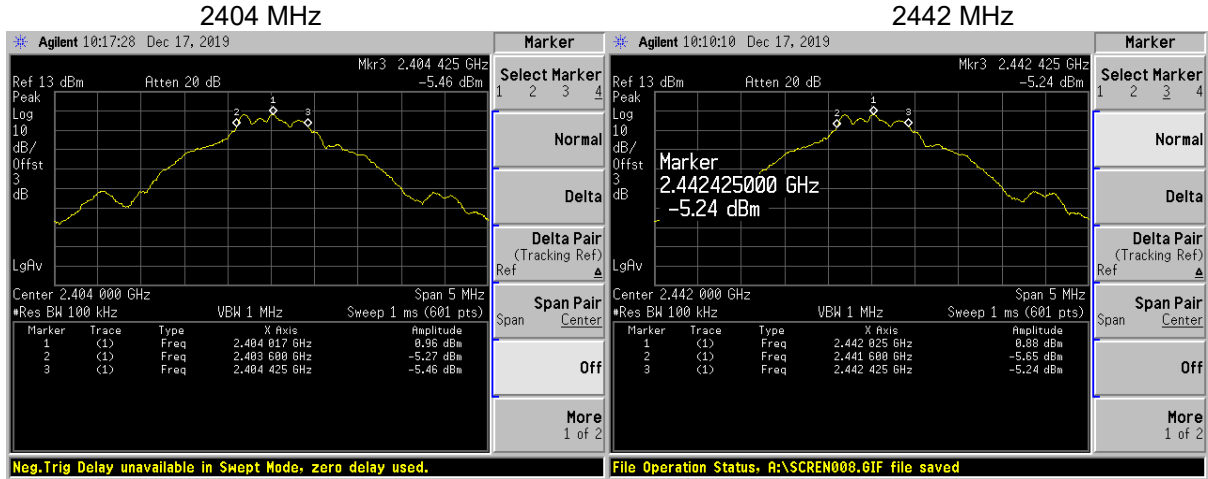 2404 MHz
Agilent 10:17:28 Dec 17, 2019
Marker
Mkr3 2.404 425 GHz
Ref 13 dBm Atten 20 dB -5.46 dBm
Peak
Log
10
dB/
Offst
3
dB
1
2
3
LgAv
Center 2.404 000 GHz Span 5 MHz
#Res BW 100 kHz VBW 1 MHz Sweep 1 ms (601 pts)
Marker Trace Type X Axis Amplitude
1 (1) Freq 2.404 017 GHz 0.96 dBm
2 (1) Freq 2.403 600 GHz -5.27 dBm
3 (1) Freq 2.404 425 GHz -5.46 dBm
Select Marker
1 2 3 4
Normal
Delta
Delta Pair
(Tracking Ref)
Ref Δ
Span Pair
Span Center
Off
More
1 of 2
Neg.Trig Delay unavailable in Swept Mode, zero delay used.
2442 MHz
Agilent 10:10:10 Dec 17, 2019
Marker
Mkr3 2.442 425 GHz
Ref 13 dBm Atten 20 dB -5.24 dBm
Peak
Log
10
dB/
Offst
3
dB
1
2
3
Marker
2.442425000 GHz
-5.24 dBm
LgAv
Center 2.442 000 GHz Span 5 MHz
#Res BW 100 kHz VBW 1 MHz Sweep 1 ms (601 pts)
Marker Trace Type X Axis Amplitude
1 (1) Freq 2.442 025 GHz 0.88 dBm
2 (1) Freq 2.441 600 GHz -5.65 dBm
3 (1) Freq 2.442 425 GHz -5.24 dBm
Select Marker
1 2 3 4
Normal
Delta
Delta Pair
(Tracking Ref)
Ref Δ
Span Pair
Span Center
Off
More
1 of 2
File Operation Status, A:\SCREN008.GIF file saved